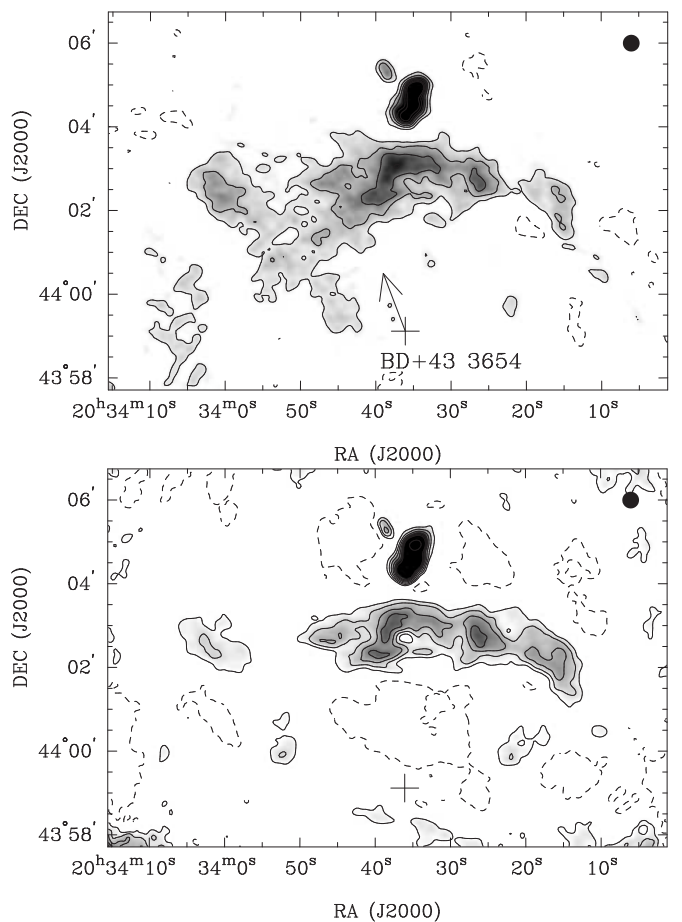 06′
04′
02′
44°00′
43°58′
DEC (J2000)
BD+43 3654
20ʰ34ᵐ10ˢ 34ᵐ0ˢ 50ˢ 40ˢ 30ˢ 20ˢ 10ˢ
RA (J2000)
06′
04′
02′
44°00′
43°58′
DEC (J2000)
20ʰ34ᵐ10ˢ 34ᵐ0ˢ 50ˢ 40ˢ 30ˢ 20ˢ 10ˢ
RA (J2000)